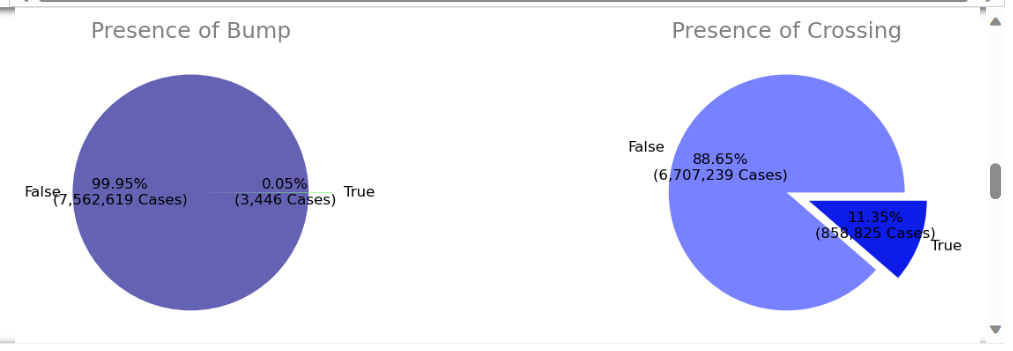 Presence of Bump
False
99.95%
(7,562,619 Cases)
0.05%
(3,446 Cases)
True
Presence of Crossing
False
88.65%
(6,707,239 Cases)
11.35%
(858,825 Cases)
True